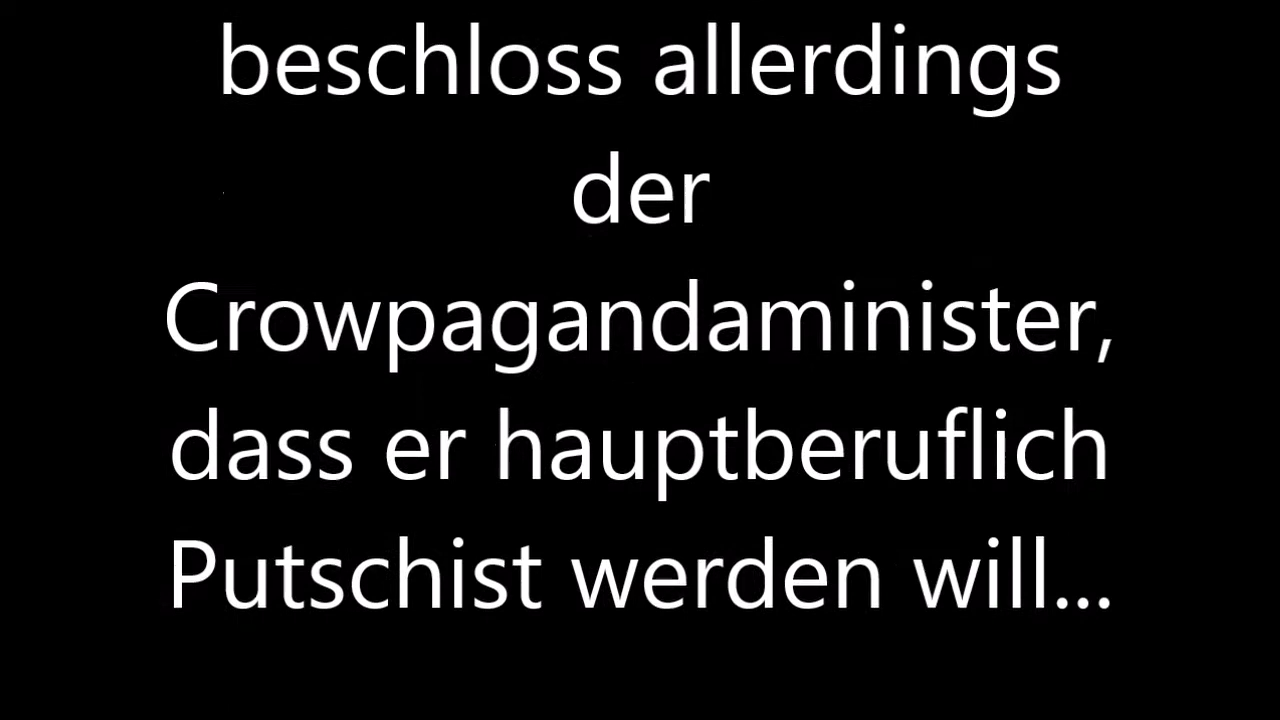 beschloss allerdings
der
Crowpagandaminister,
dass er hauptberuflich
Putschist werden will...